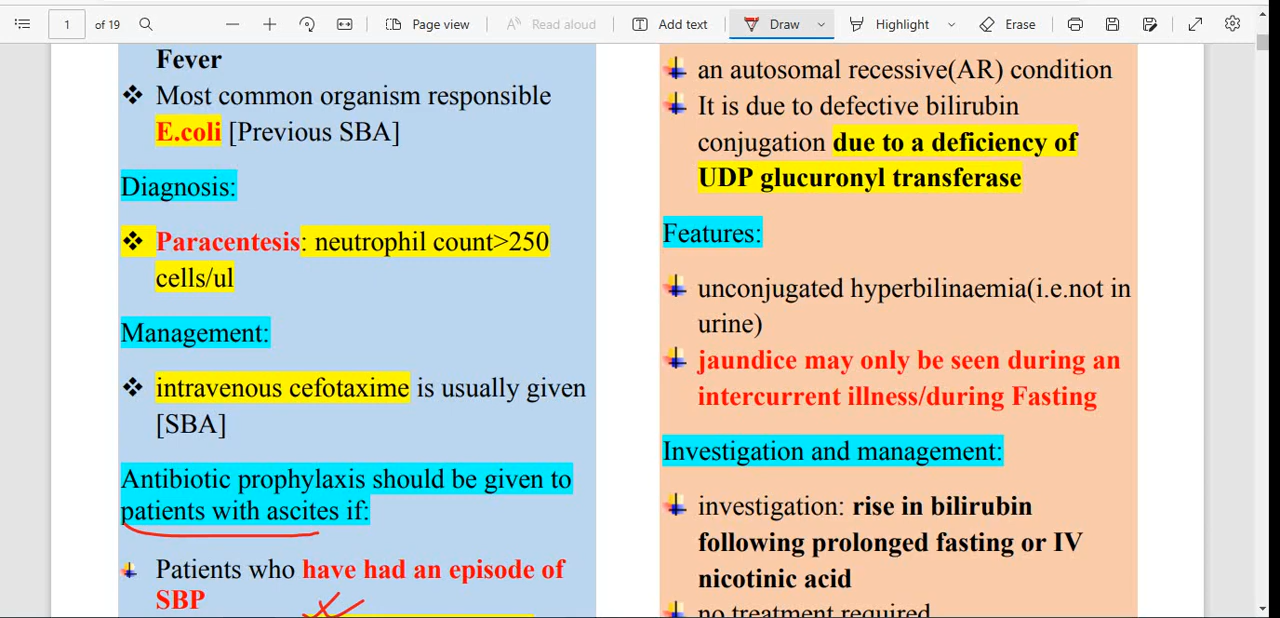 1 of 19
Page view
Read aloud
Add text
Draw
Highlight
Erase
Fever
Most common organism responsible
E.coli [Previous SBA]
Diagnosis:
Paracentesis: neutrophil count>250
cells/ul
Management:
intravenous cefotaxime is usually given
[SBA]
Antibiotic prophylaxis should be given to
patients with ascites if:
Patients who have had an episode of
SBP
an autosomal recessive(AR) condition
It is due to defective bilirubin
conjugation due to a deficiency of
UDP glucuronyl transferase
Features:
unconjugated hyperbilinaemia(i.e.not in
urine)
jaundice may only be seen during an
intercurrent illness/during Fasting
Investigation and management:
investigation: rise in bilirubin
following prolonged fasting or IV
nicotinic acid
no treatment required